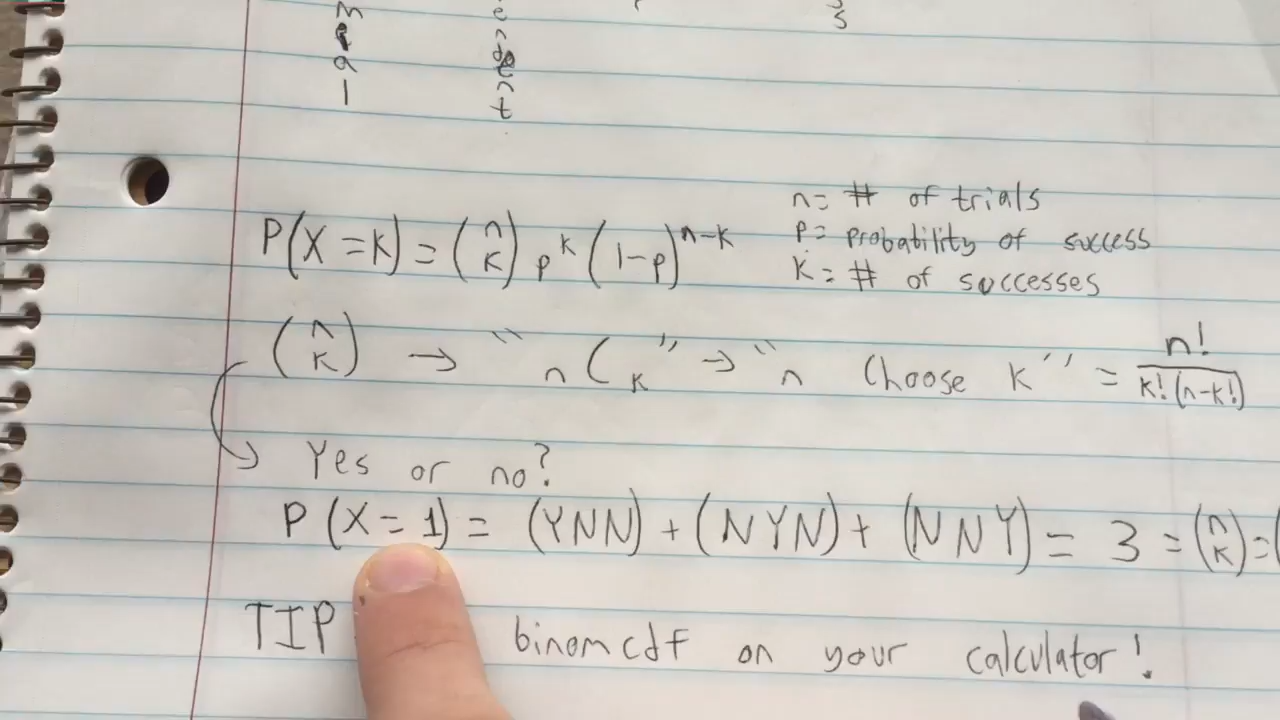 3
P(X=K) = (n K) p^K (1-p)^n-K
n = # of trials
p = probability of success
K = # of successes
(n K) → "n C K" → "n Choose K" = n! / K!(n-K!)
Yes or no?
P(X=1) = (YNN) + (NYN) + (NNY) = 3 = (n K) = (
TIP binomcdf on your calculator!